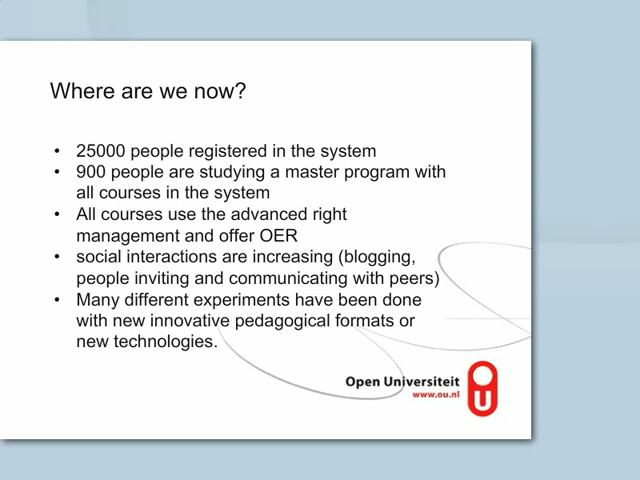 Where are we now?
• 25000 people registered in the system
• 900 people are studying a master program with
all courses in the system
• All courses use the advanced right
management and offer OER
• social interactions are increasing (blogging,
people inviting and communicating with peers)
• Many different experiments have been done
with new innovative pedagogical formats or
new technologies.
Open Universiteit
www.ou.nl